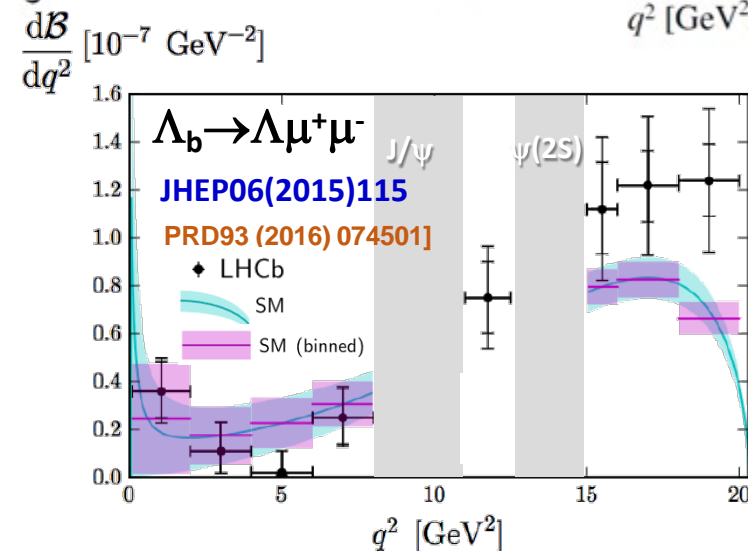 q² [GeV²
dB/dq² [10⁻⁷ GeV⁻²]
1.6
Λb→Λμ⁺μ⁻
J/ψ
ψ(2S)
1.4
1.2
JHEP06(2015)115
1.0
PRD93 (2016) 074501]
LHCb
0.8
SM
0.6
SM (binned)
0.4
0.2
0.0
0 5 10 15 20
q² [GeV²]